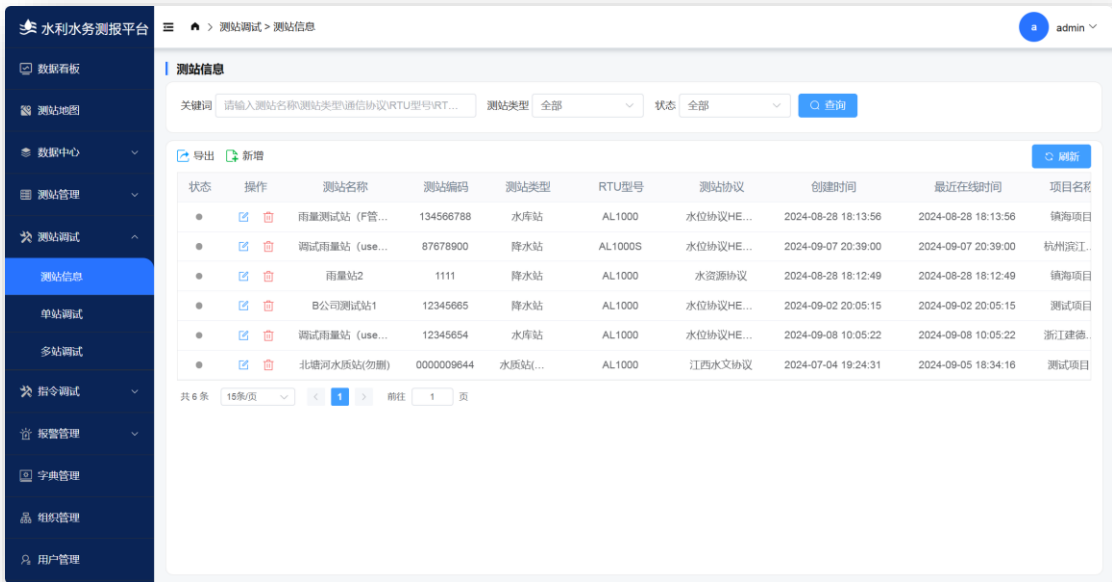 水利水务测报平台
测站调试 > 测站信息
a admin
数据看板
测站地图
数据中心
测站管理
测站调试
测站信息
单站调试
多站调试
指令调试
报警管理
字典管理
组织管理
用户管理
测站信息
关键词 请输入测站名称\测站类型\通信协议\RTU型号\RT... 测站类型 全部 状态 全部 查询
导出 新增 刷新
状态 操作 测站名称 测站编码 测站类型 RTU型号 测站协议 创建时间 最近在线时间 项目名称
雨量测试站（F管... 134566788 水库站 AL1000 水位协议HE... 2024-08-28 18:13:56 2024-08-28 18:13:56 镇海项目
调试雨量站（use... 87678900 降水站 AL1000S 水位协议HE... 2024-09-07 20:39:00 2024-09-07 20:39:00 杭州滨江...
雨量站2 1111 降水站 AL1000 水资源协议 2024-08-28 18:12:49 2024-08-28 18:12:49 镇海项目
B公司测试站1 12345665 降水站 AL1000 水位协议HE... 2024-09-02 20:05:15 2024-09-02 20:05:15 测试项目
调试雨量站（use... 12345654 水库站 AL1000 水位协议HE... 2024-09-08 10:05:22 2024-09-08 10:05:22 浙江建德...
北塘河水质站(勿删) 0000009644 水质站(... AL1000 江西水文协议 2024-07-04 19:24:31 2024-09-05 18:34:16 测试项目
共 6 条 15条/页 < 1 > 前往 1 页